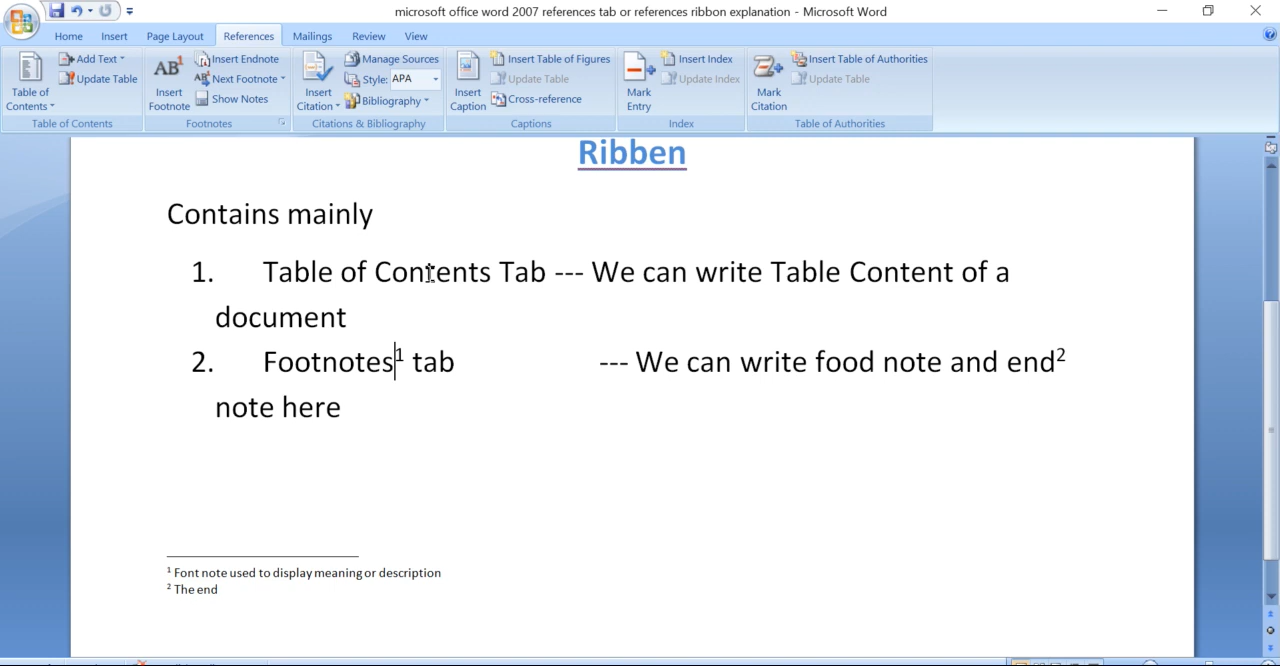 microsoft office word 2007 references tab or references ribbon explanation - Microsoft Word
Home Insert Page Layout References Mailings Review View
Add Text Insert Endnote Manage Sources Insert Table of Figures Insert Index Insert Table of Authorities
Update Table AB¹ AB Next Footnote Style: APA Update Table Update Index Update Table
Table of Contents Insert Footnote Show Notes Insert Citation Bibliography Insert Caption Cross-reference Mark Entry Mark Citation
Table of Contents Footnotes Citations & Bibliography Captions Index Table of Authorities
Ribben
Contains mainly
1. Table of Contents Tab --- We can write Table Content of a
document
2. Footnotes¹ tab --- We can write food note and end²
note here
¹ Font note used to display meaning or description
² The end